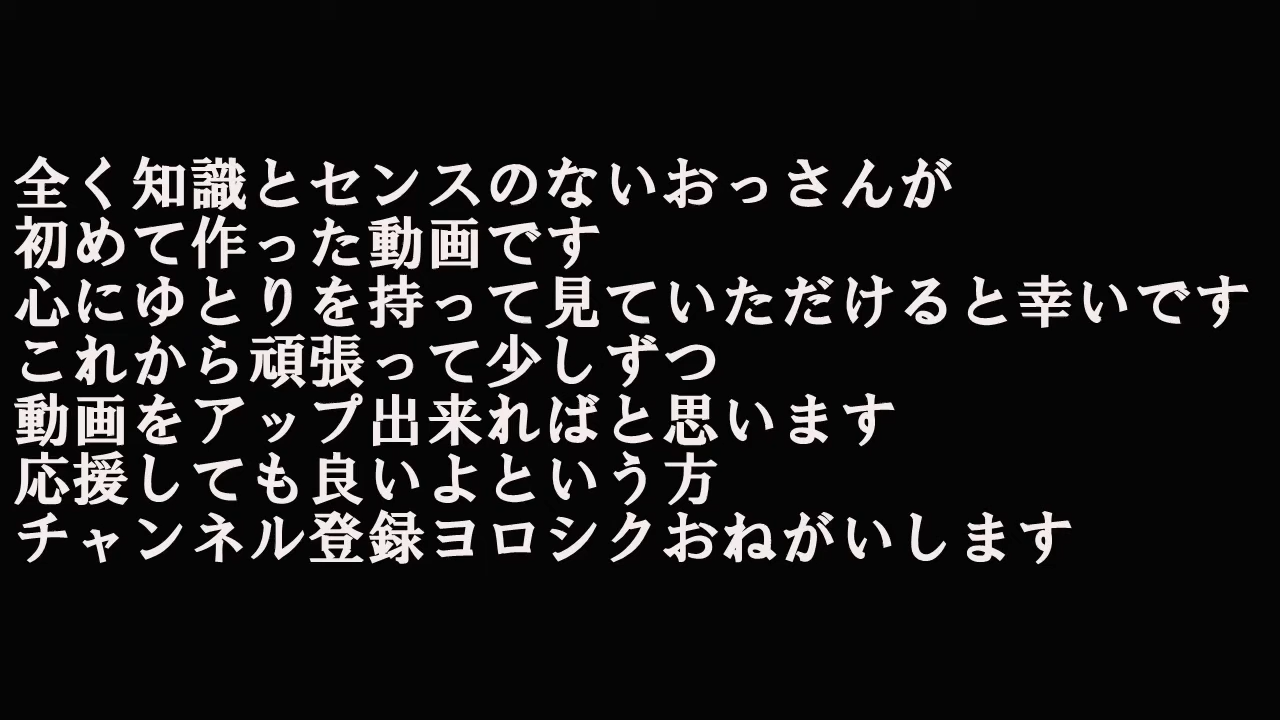 全く知識とセンスのないおっさんが
初めて作った動画です
心にゆとりを持って見ていただけると幸いです
これから頑張って少しずつ
動画をアップ出来ればと思います
応援しても良いよという方
チャンネル登録ヨロシクおねがいします